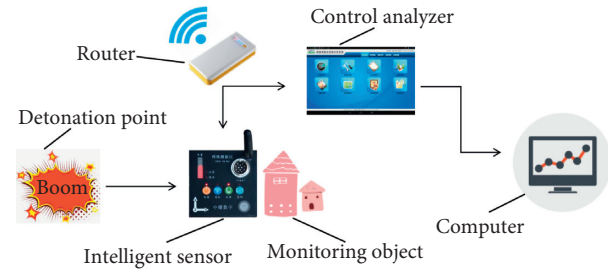 Control analyzer
Router
Detonation point
Boom
Computer
Intelligent sensor
Monitoring object